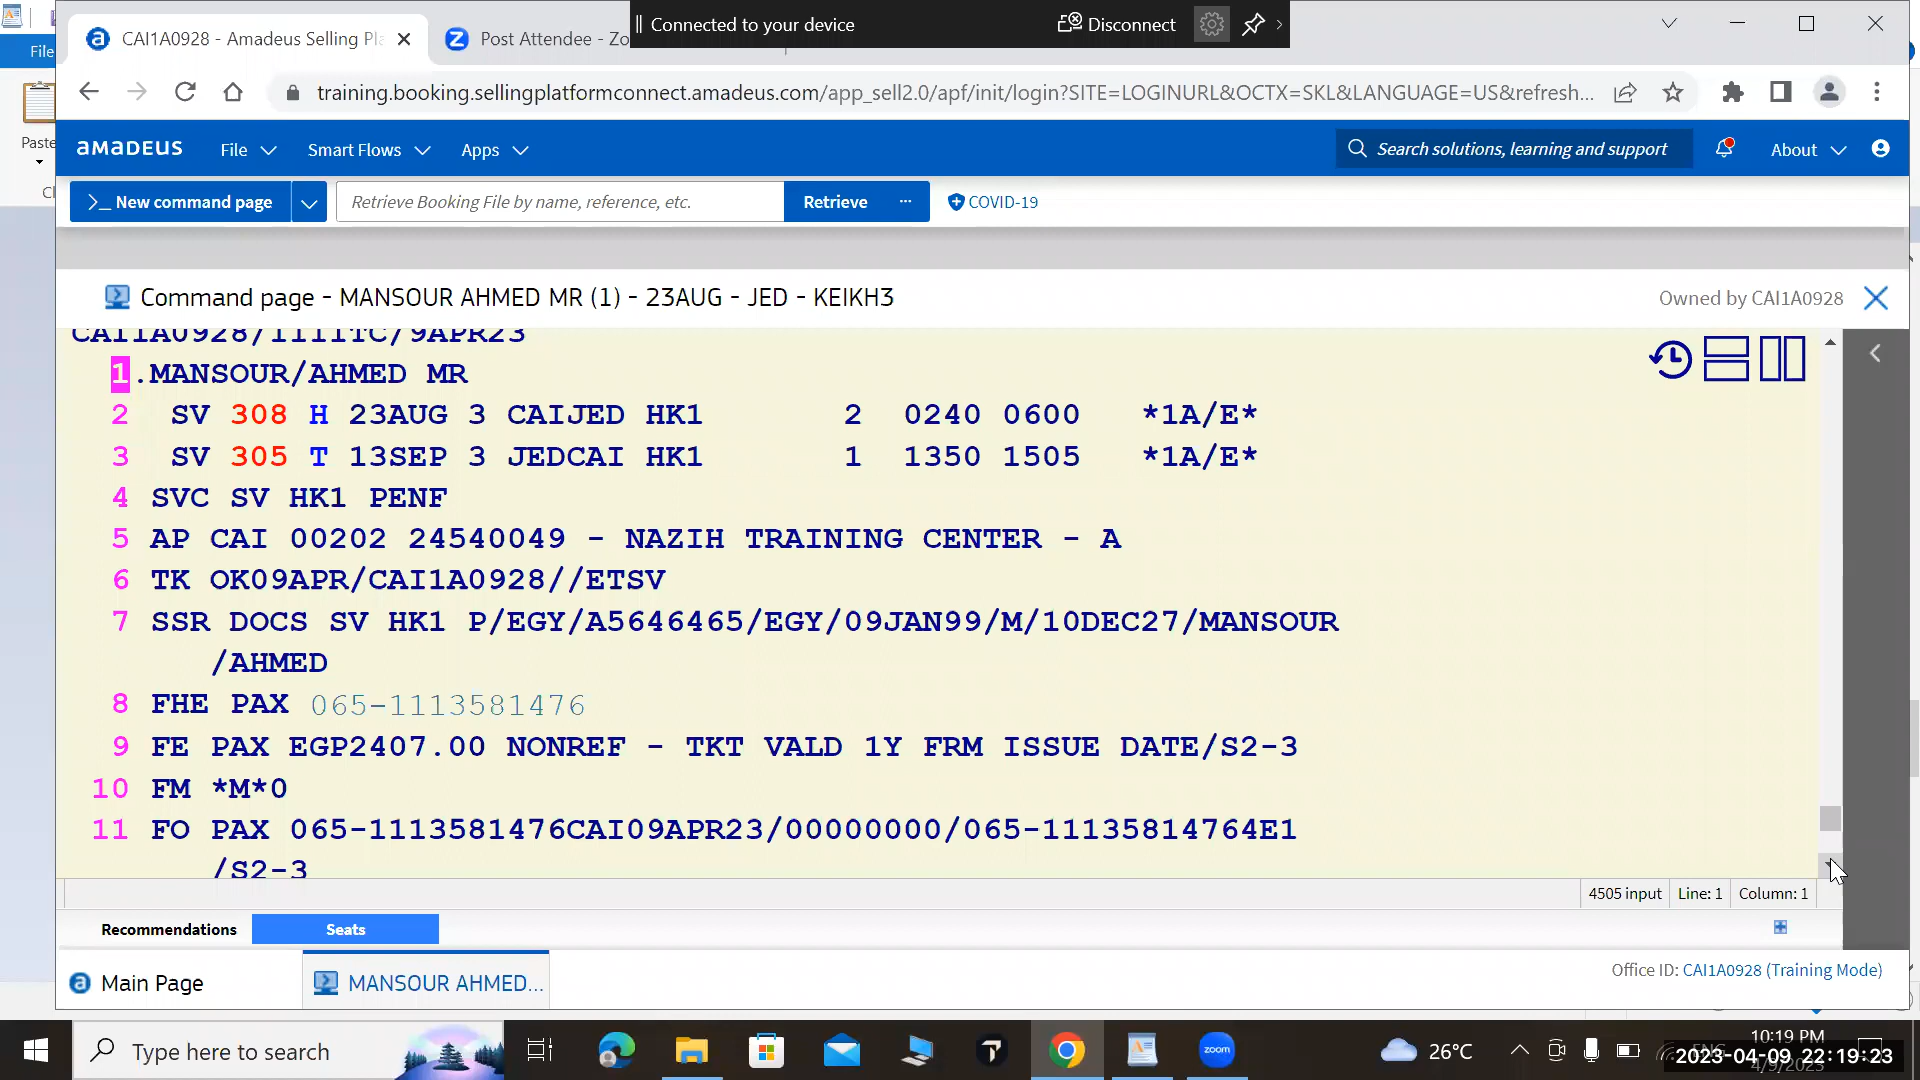 Connected to your device
Disconnect
CAI1A0928 - Amadeus Selling Pla
Post Attendee - Zo
File
training.booking.sellingplatformconnect.amadeus.com/app_sell2.0/apf/init/login?SITE=LOGINURL&OCTX=SKL&LANGUAGE=US&refresh...
Paste
amadeus
File
Smart Flows
Apps
Search solutions, learning and support
About
>_ New command page
Retrieve Booking File by name, reference, etc.
Retrieve
...
COVID-19
Command page - MANSOUR AHMED MR (1) - 23AUG - JED - KEIKH3
Owned by CAI1A0928
CAI1A0928/1111TC/9APR23
1.MANSOUR/AHMED MR
2 SV 308 H 23AUG 3 CAIJED HK1 2 0240 0600 *1A/E*
3 SV 305 T 13SEP 3 JEDCAI HK1 1 1350 1505 *1A/E*
4 SVC SV HK1 PENF
5 AP CAI 00202 24540049 - NAZIH TRAINING CENTER - A
6 TK OK09APR/CAI1A0928//ETSV
7 SSR DOCS SV HK1 P/EGY/A5646465/EGY/09JAN99/M/10DEC27/MANSOUR
/AHMED
8 FHE PAX 065-1113581476
9 FE PAX EGP2407.00 NONREF - TKT VALD 1Y FRM ISSUE DATE/S2-3
10 FM *M*0
11 FO PAX 065-1113581476CAI09APR23/00000000/065-11135814764E1
/S2-3
4505 input
Line: 1
Column: 1
Recommendations
Seats
Main Page
MANSOUR AHMED...
Office ID: CAI1A0928 (Training Mode)
Type here to search
zoom
26°C
10:19 PM
2023-04-09 22:19:23
4/9/2023